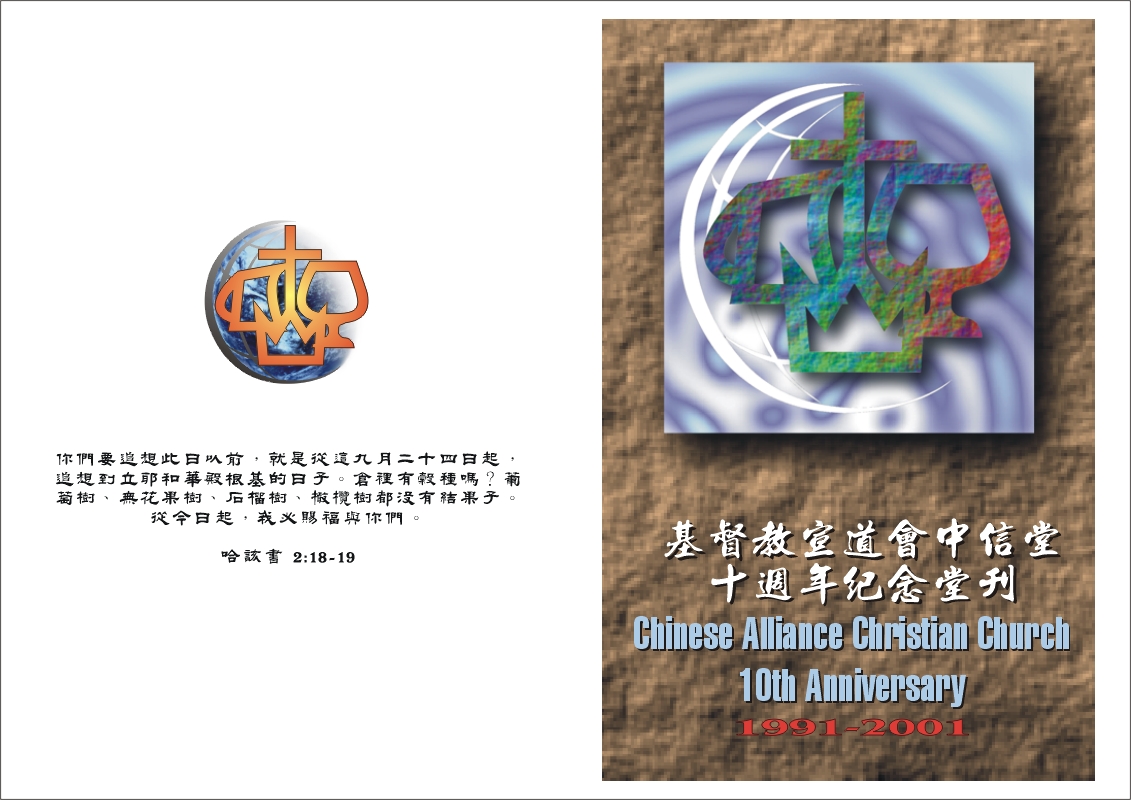 你們要追想此日以前，就是從這九月二十四日起，
追想到立耶和華殿根基的日子。倉裡有穀種嗎？葡
萄樹、無花果樹、石榴樹、橄欖樹都沒有結果子。
從今日起，我必賜福與你們。
哈該書 2:18-19
基督教宣道會中信堂
十週年紀念堂刊
Chinese Alliance Christian Church
10th Anniversary
1991-2001